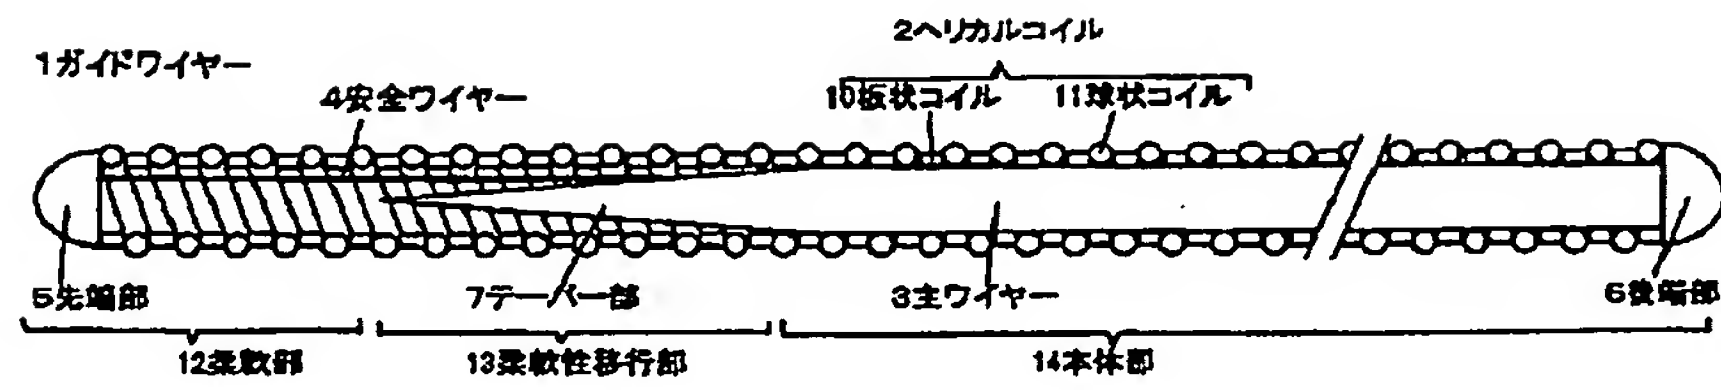 2ヘリカルコイル
1ガイドワイヤー
4安全ワイヤー
10板状コイル
11球状コイル
5先端部
7テーパー部
3主ワイヤー
6後端部
12柔軟部
13柔軟性移行部
14本体部